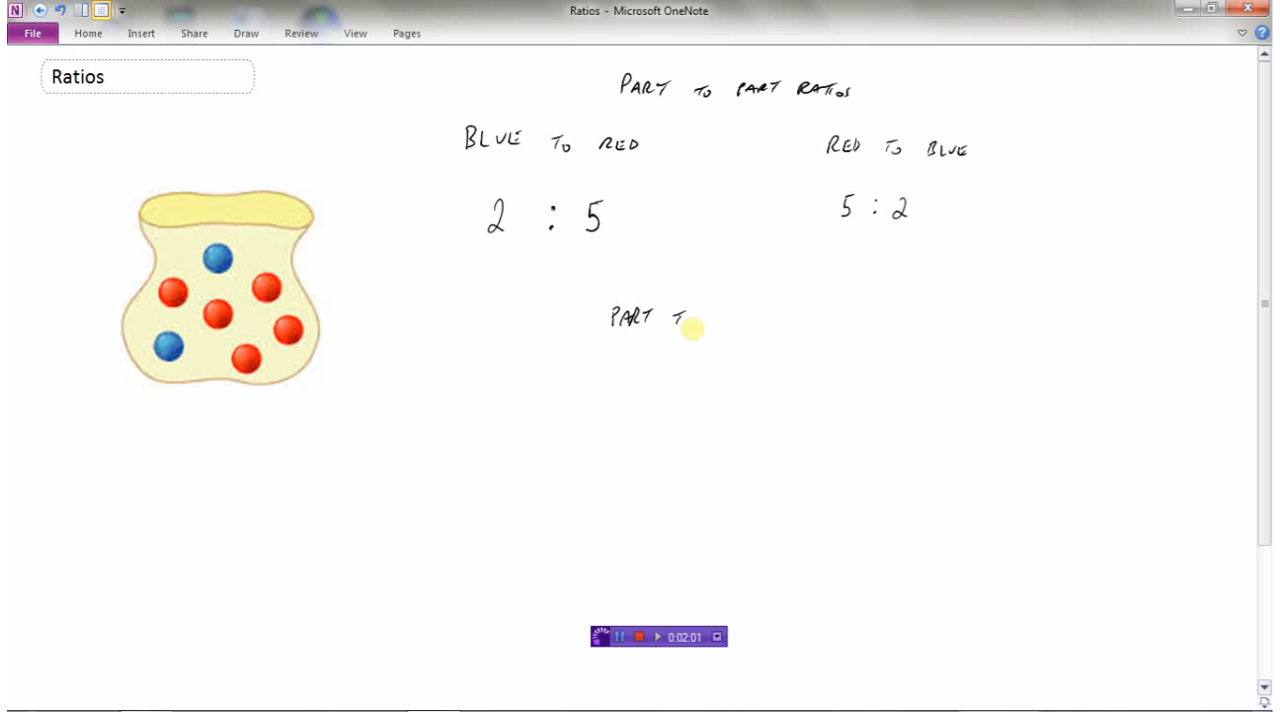 Ratios - Microsoft OneNote
File Home Insert Share Draw Review View Pages
Ratios
PART TO PART RATIOS
BLUE TO RED
RED TO BLUE
2 : 5
5 : 2
PART T
0:02:01